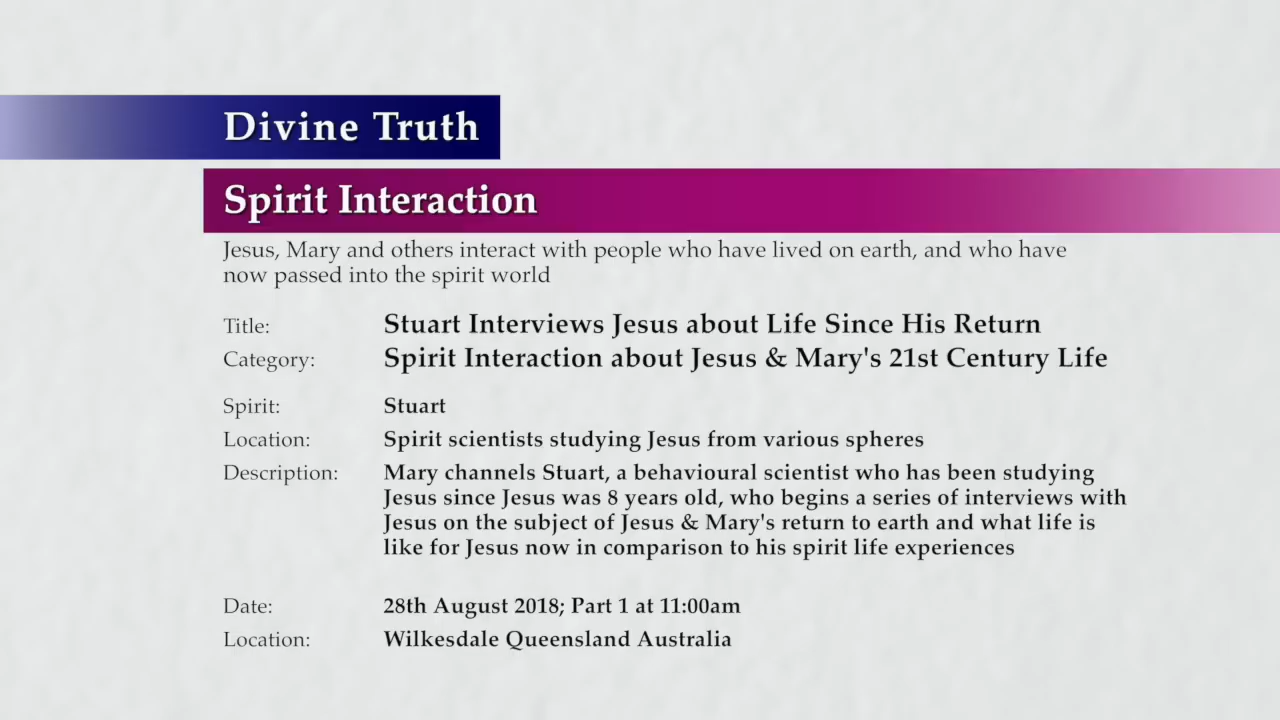 Divine Truth
Spirit Interaction
Jesus, Mary and others interact with people who have lived on earth, and who have
now passed into the spirit world
Title: Stuart Interviews Jesus about Life Since His Return
Category: Spirit Interaction about Jesus & Mary's 21st Century Life
Spirit: Stuart
Location: Spirit scientists studying Jesus from various spheres
Description: Mary channels Stuart, a behavioural scientist who has been studying
Jesus since Jesus was 8 years old, who begins a series of interviews with
Jesus on the subject of Jesus & Mary's return to earth and what life is
like for Jesus now in comparison to his spirit life experiences
Date: 28th August 2018; Part 1 at 11:00am
Location: Wilkesdale Queensland Australia